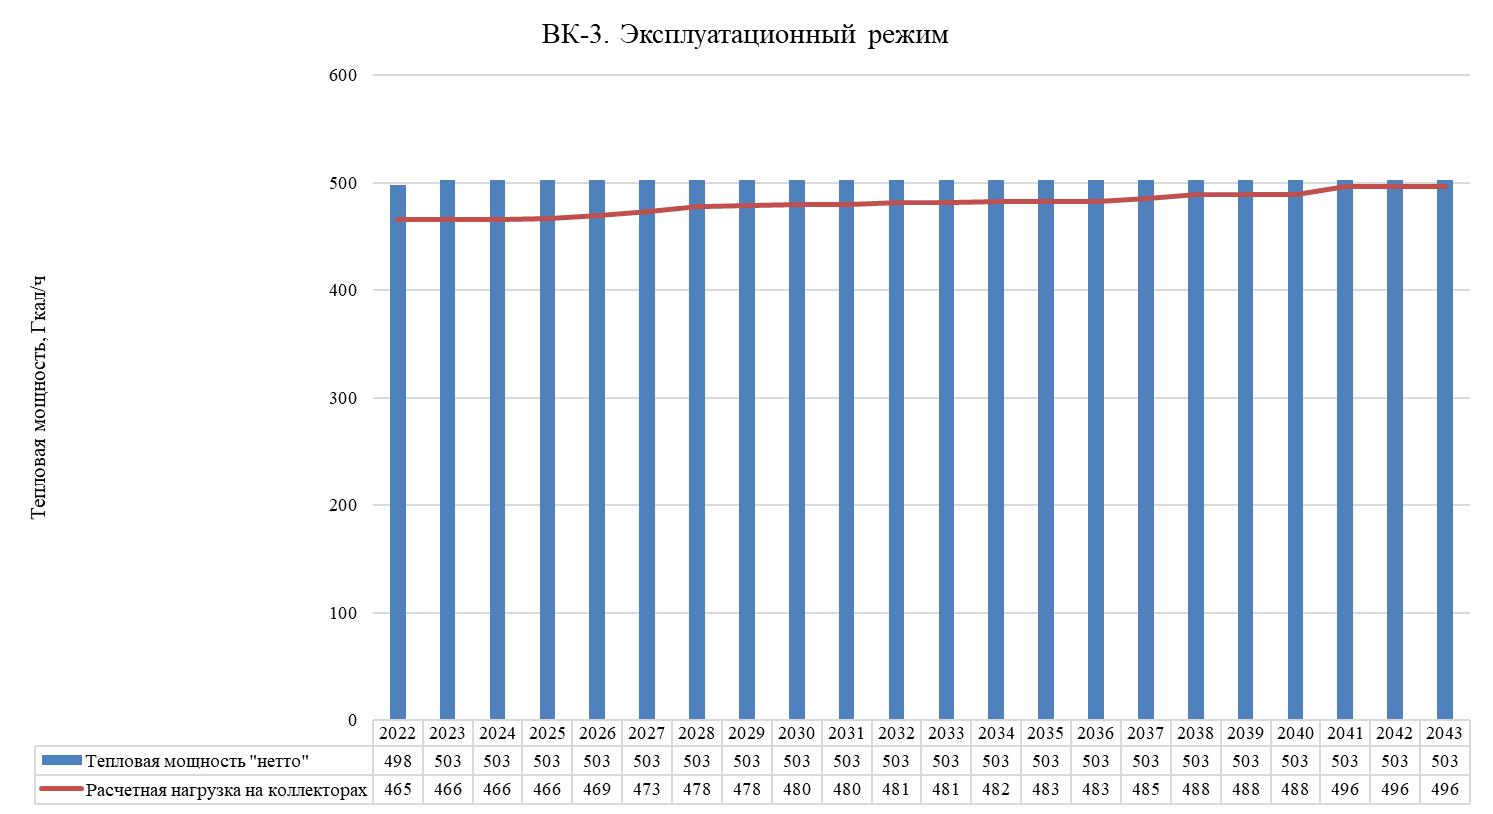 ВК-3. Эксплуатационный режим
600
500
400
300
200
100
0
Тепловая мощность, Гкал/ч
2022 2023 2024 2025 2026 2027 2028 2029 2030 2031 2032 2033 2034 2035 2036 2037 2038 2039 2040 2041 2042 2043
Тепловая мощность "нетто" 498 503 503 503 503 503 503 503 503 503 503 503 503 503 503 503 503 503 503 503 503 503
Расчетная нагрузка на коллекторах 465 466 466 466 469 473 478 478 480 480 481 481 482 483 483 485 488 488 488 496 496 496